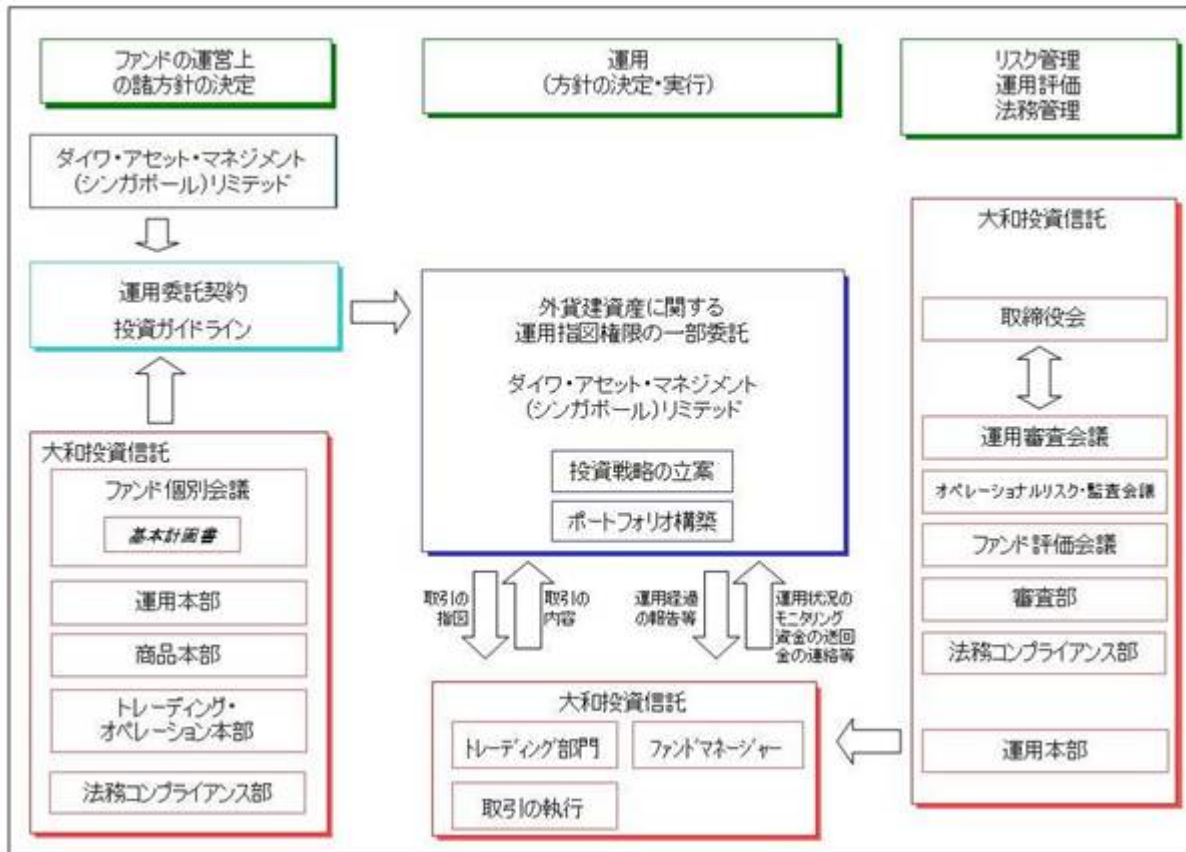 ファンドの運営上
の諸方針の決定
運用
(方針の決定・実行)
リスク管理
運用評価
法務管理
ダイワ・アセット・マネジメント
(シンガポール)リミテッド
運用委託契約
投資ガイドライン
大和投資信託
ファンド個別会議
基本計画書
運用本部
商品本部
トレーディング・
オペレーション本部
法務コンプライアンス部
外貨建資産に関する
運用指図権限の一部委託
ダイワ・アセット・マネジメント
(シンガポール)リミテッド
投資戦略の立案
ポートフォリオ構築
取引の
指図
取引の
内容
運用経過
の報告等
運用状況の
モニタリング
資金の送回
金の連絡等
大和投資信託
トレーディング部門
ファンドマネージャー
取引の執行
大和投資信託
取締役会
運用審査会議
オペレーショナルリスク・監査会議
ファンド評価会議
審査部
法務コンプライアンス部
運用本部